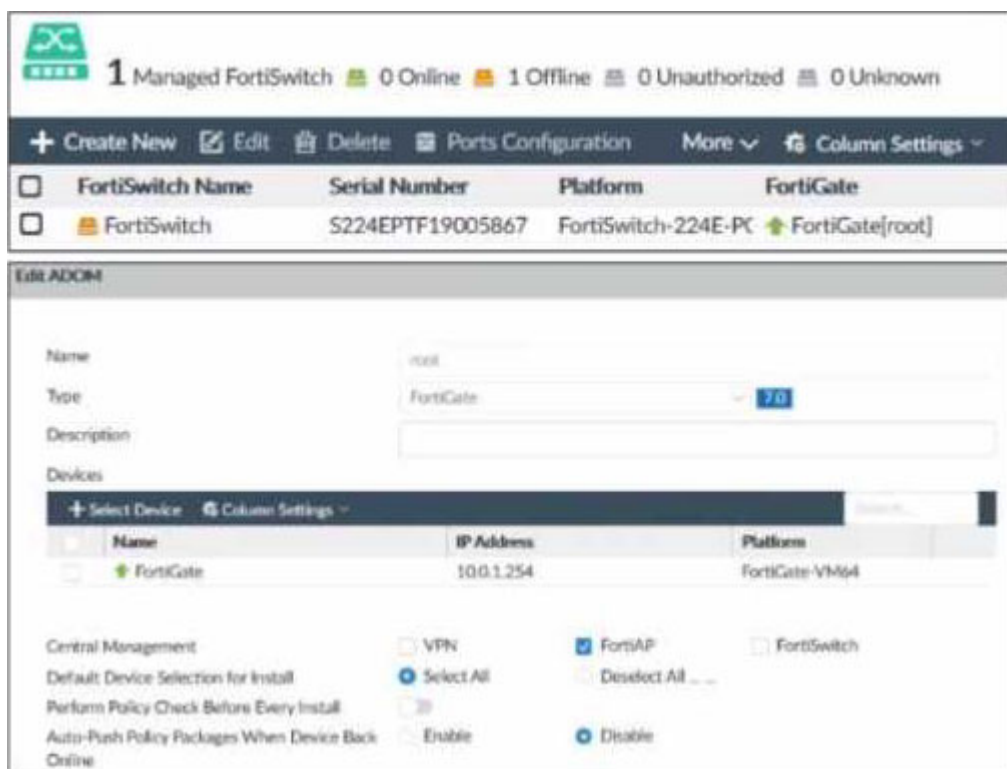 1 Managed FortiSwitch 0 Online 1 Offline 0 Unauthorized 0 Unknown
Create New Edit Delete Ports Configuration More Column Settings
FortiSwitch Name Serial Number Platform FortiGate
FortiSwitch S224EPTF19005867 FortiSwitch-224E-PC FortiGate[root]
Edit ADOM
Name root
Type FortiGate 7.0
Description
Devices
Select Device Column Settings Search...
Name IP Address Platform
FortiGate 10.0.1.254 FortiGate-VM64
Central Management VPN FortiAP FortiSwitch
Default Device Selection for Install Select All Deselect All
Perform Policy Check Before Every Install
Auto-Push Policy Packages When Device Back Enable Disable
Online